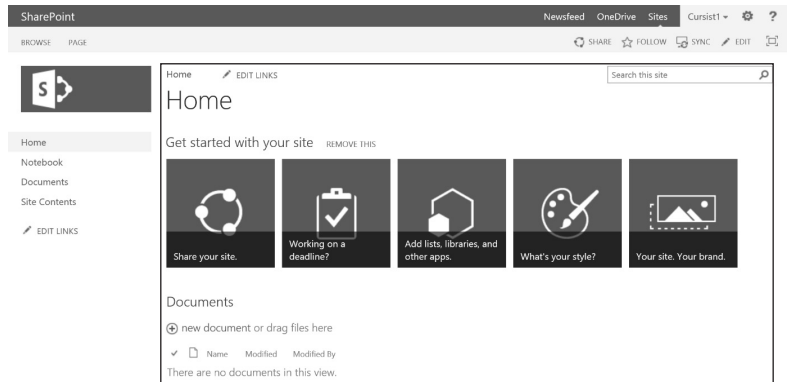 SharePoint Newsfeed OneDrive Sites Cursist1 ?
BROWSE PAGE SHARE FOLLOW SYNC EDIT
S
Home EDIT LINKS Search this site
Home
Home
Notebook
Documents
Site Contents
EDIT LINKS
Get started with your site REMOVE THIS
Share your site.
Working on a
deadline?
Add lists, libraries, and
other apps.
What's your style?
Your site. Your brand.
Documents
new document or drag files here
Name Modified Modified By
There are no documents in this view.